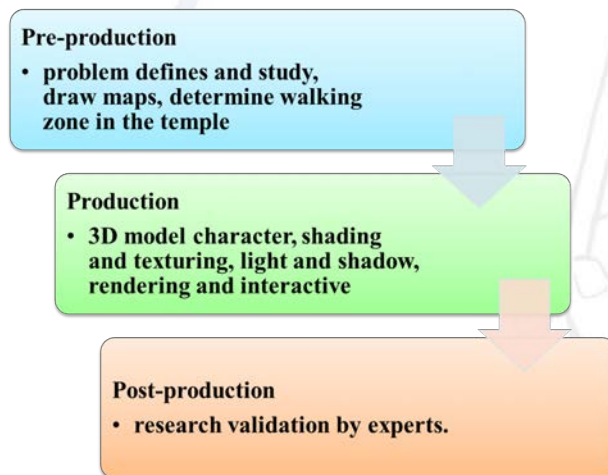 Pre-production
• problem defines and study,
draw maps, determine walking
zone in the temple
Production
• 3D model character, shading
and texturing, light and shadow,
rendering and interactive
Post-production
• research validation by experts.